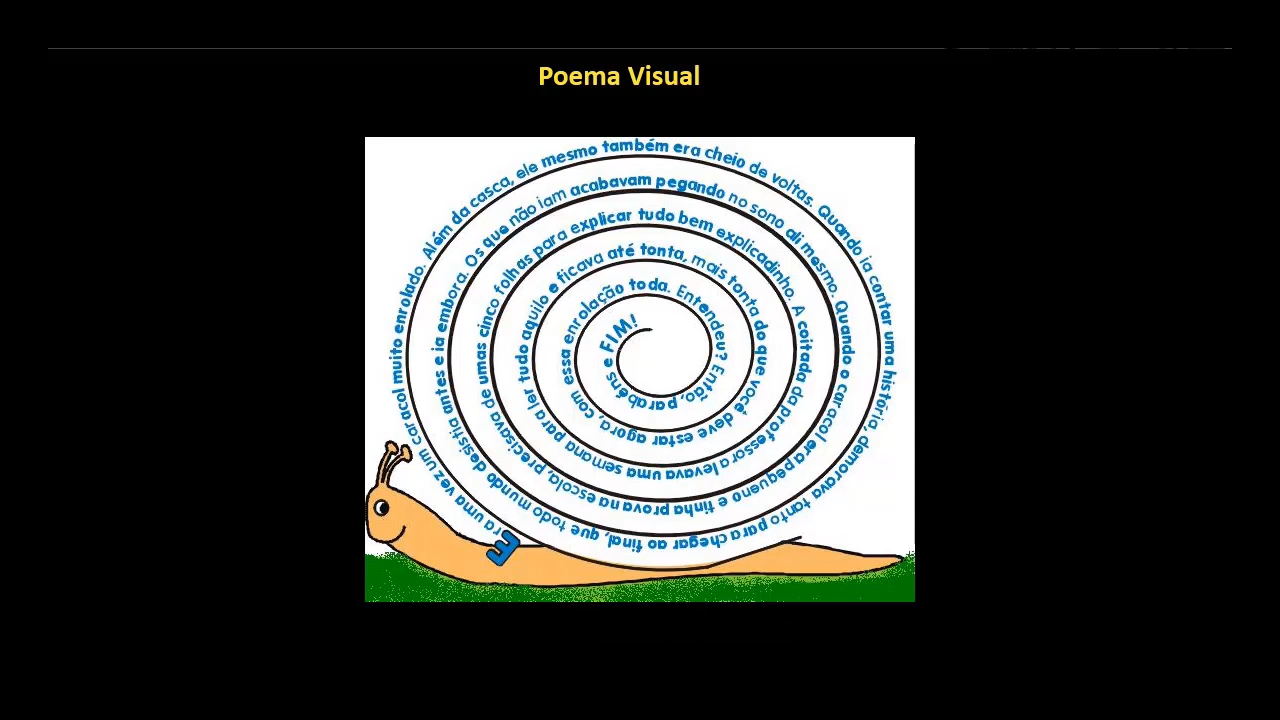 Poema Visual
Era uma vez um caracol muito enrolado. Além da casca, ele mesmo também era cheio de voltas. Quando ia contar uma história, demorava tanto para chegar ao final, que todo mundo desistia antes e ia embora. Os que não iam acabavam pegando no sono ali mesmo. Quando o caracol era pequeno e tinha prova na escola, precisava de umas cinco folhas para explicar tudo bem explicadinho. A coitada da professora levava uma semana para ler tudo aquilo e ficava até tonta, mais tonta do que você deve estar agora, com essa enrolação toda. Entendeu? Então, parabéns e FIM!